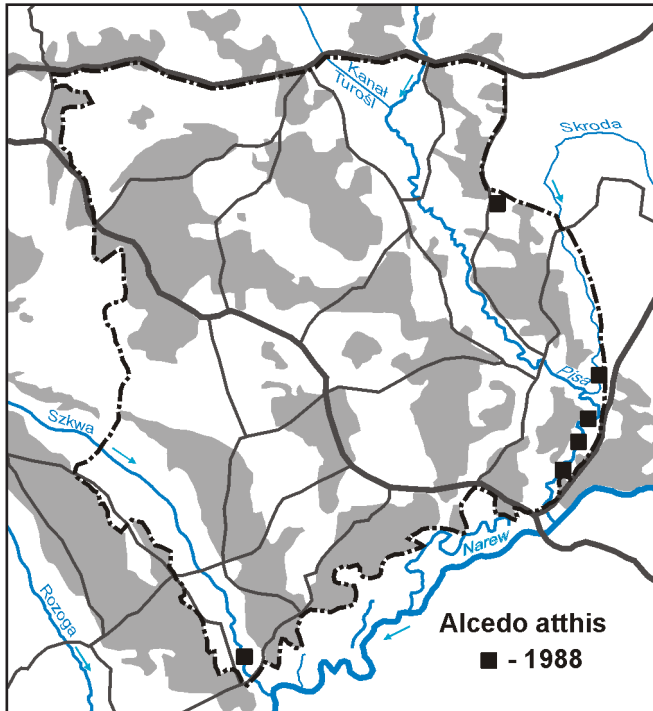 Kanał
Turośl
Skroda
Pisa
Szkwa
Narew
Rozoga
Alcedo atthis
- 1988